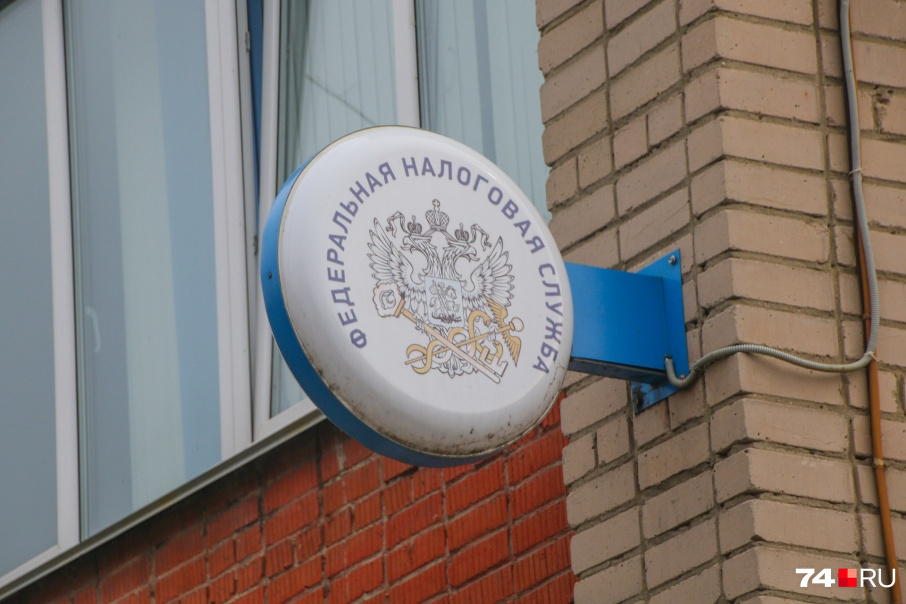 ФЕДЕРАЛЬНАЯ НАЛОГОВАЯ СЛУЖБА
74.RU